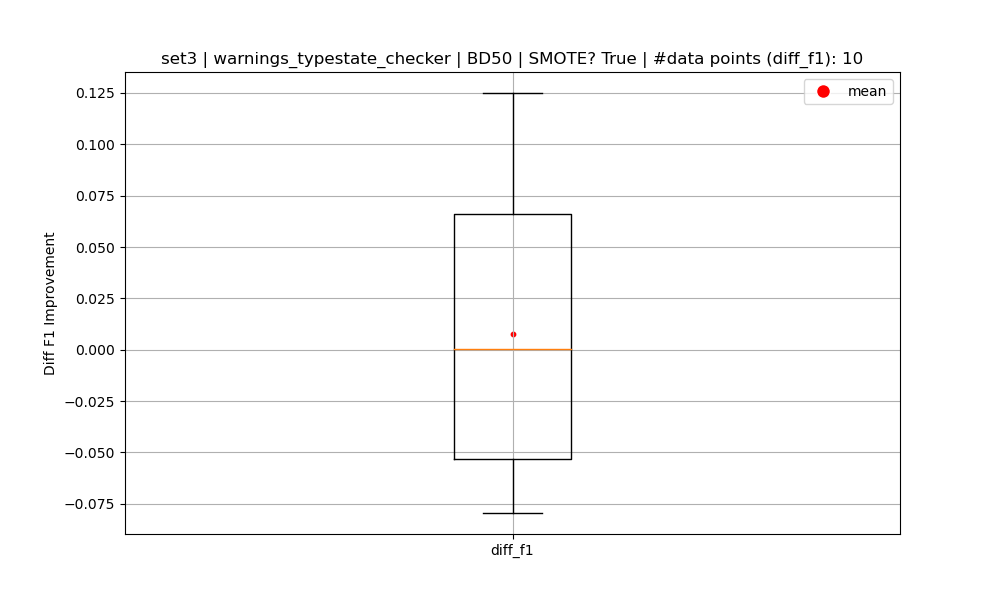 set3 | warnings_typestate_checker | BD50 | SMOTE? True | #data points (diff_f1): 10
mean
0.125
0.100
0.075
0.050
0.025
0.000
−0.025
−0.050
−0.075
Diff F1 Improvement
diff_f1